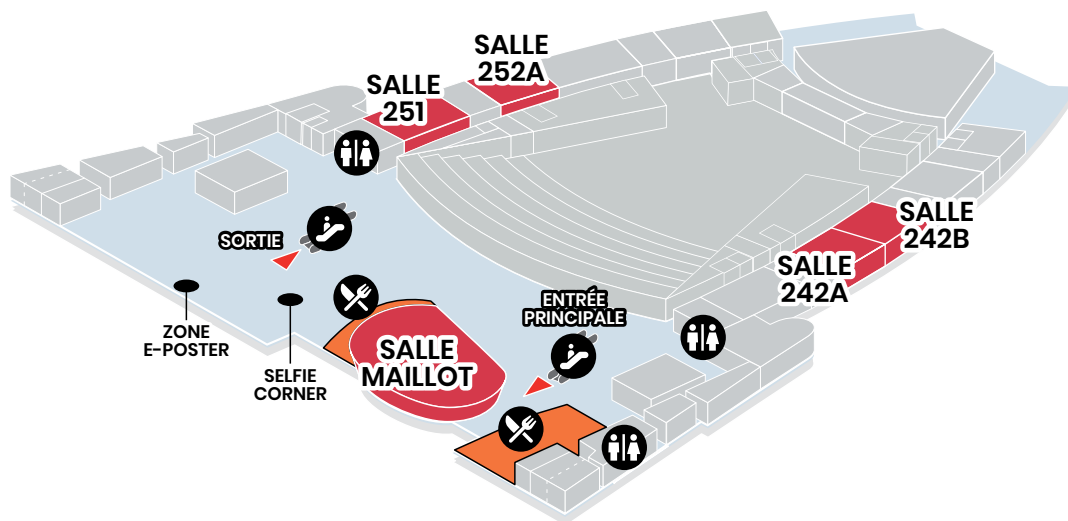 SALLE
252A
SALLE
251
SALLE
242B
SALLE
242A
SORTIE
ENTRÉE
PRINCIPALE
ZONE
E-POSTER
SELFIE
CORNER
SALLE
MAILLOT